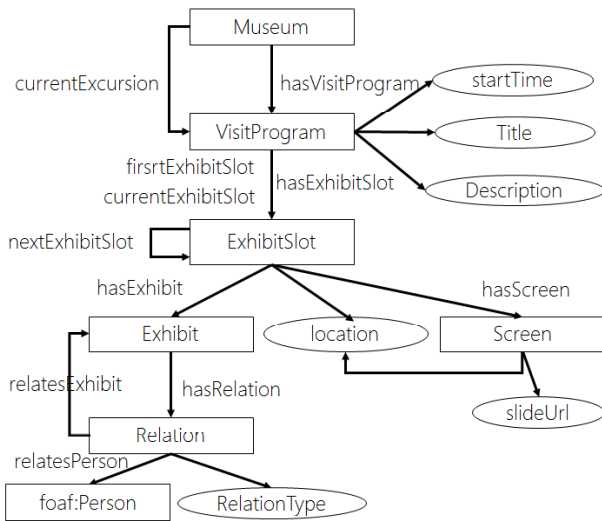 Museum
currentExcursion
hasVisitProgram
startTime
VisitProgram
Title
firsrtExhibitSlot
currentExhibitSlot
hasExhibitSlot
Description
nextExhibitSlot
ExhibitSlot
hasExhibit
hasScreen
Exhibit
location
Screen
relatesExhibit
hasRelation
slideUrl
Relation
relatesPerson
foaf:Person
RelationType